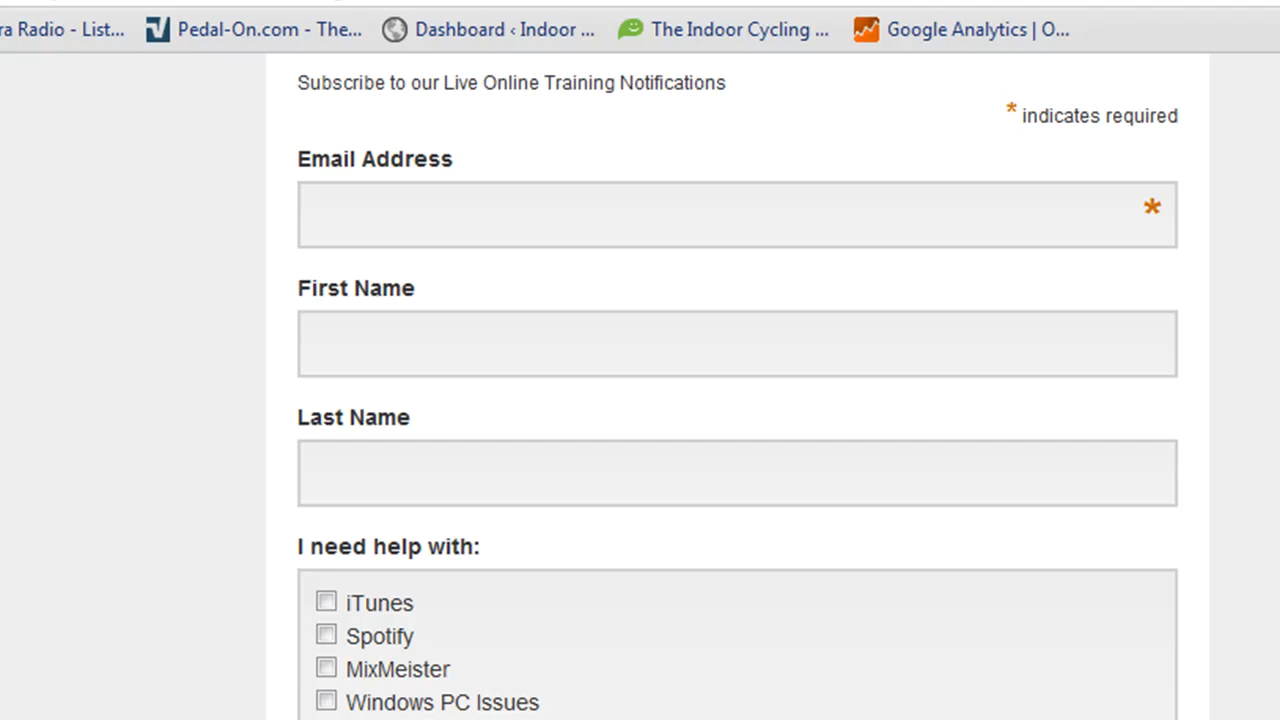 ra Radio - List... Pedal-On.com - The... Dashboard ‹ Indoor ... The Indoor Cycling ... Google Analytics | O...
Subscribe to our Live Online Training Notifications
* indicates required
Email Address
*
First Name
Last Name
I need help with:
iTunes
Spotify
MixMeister
Windows PC Issues